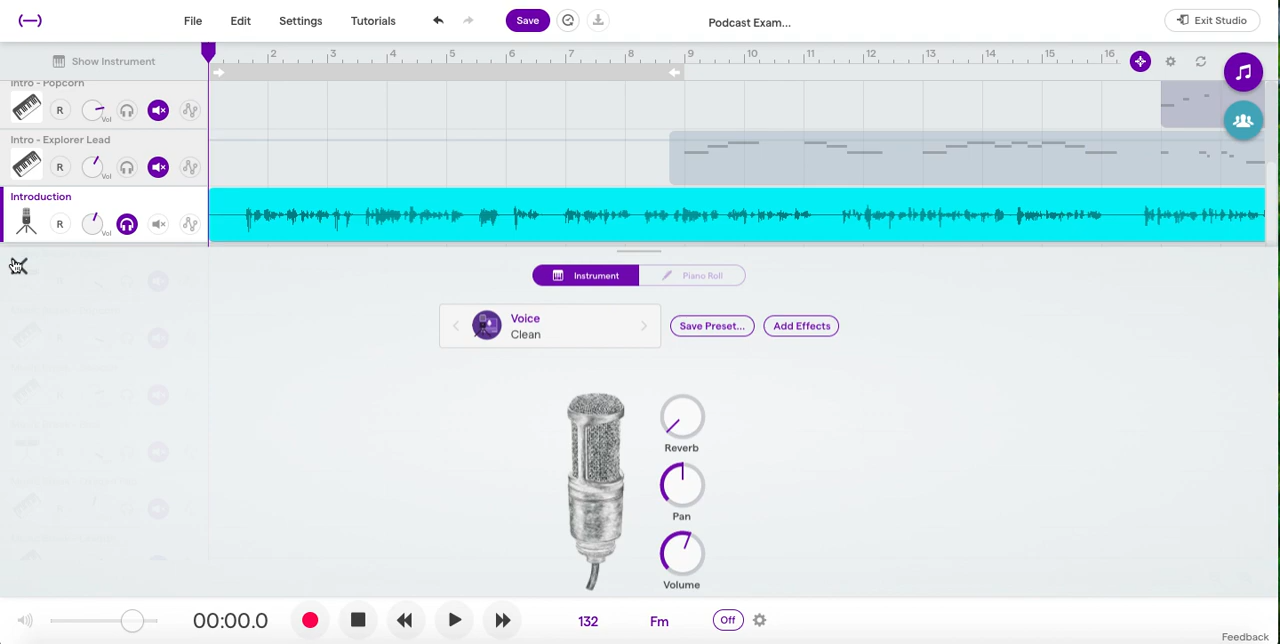 (—)
File
Edit
Settings
Tutorials
Save
Podcast Exam...
Exit Studio
Show Instrument
2
3
4
5
6
7
8
9
10
11
12
13
14
15
16
Intro - Popcorn
R
Vol
Intro - Explorer Lead
R
Vol
Introduction
R
Vol
Instrument
Piano Roll
Voice
Clean
Save Preset...
Add Effects
Reverb
Pan
Volume
00:00.0
132
Fm
Off
Feedback